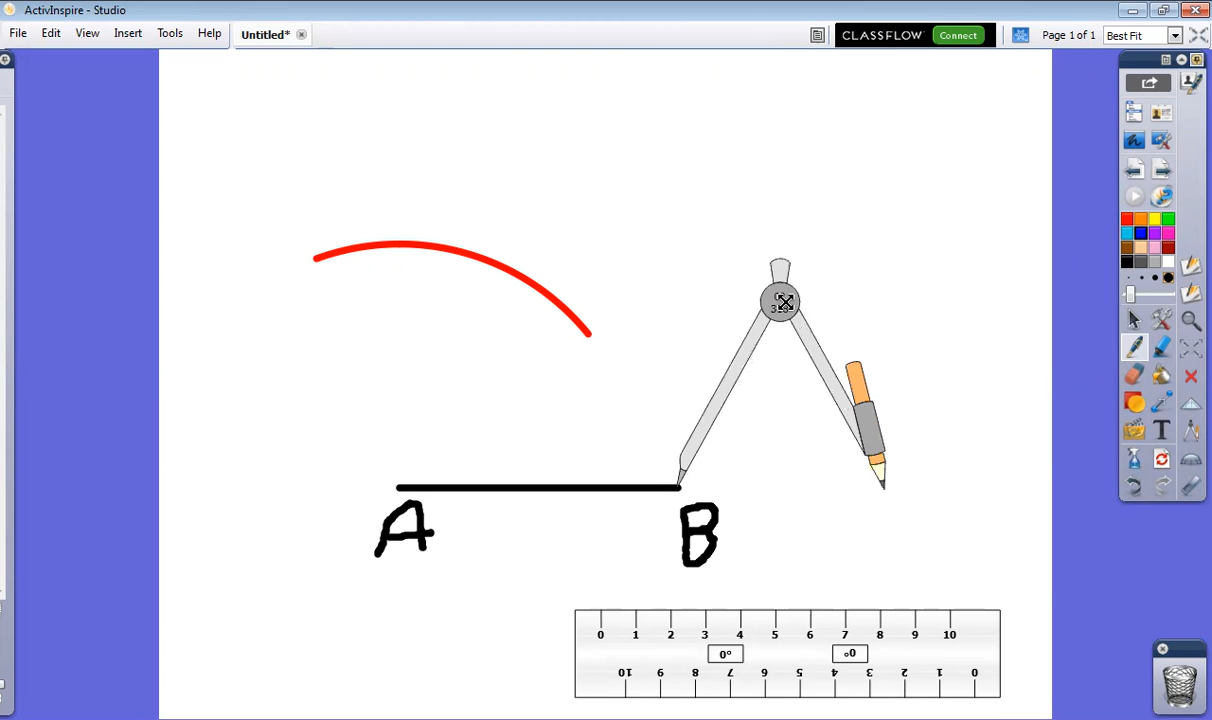 ActivInspire - Studio
File Edit View Insert Tools Help Untitled* CLASSFLOW Connect Page 1 of 1 Best Fit
A B
0 1 2 3 4 5 6 7 8 9 10
0° 0°
10 9 8 7 6 5 4 3 2 1 0